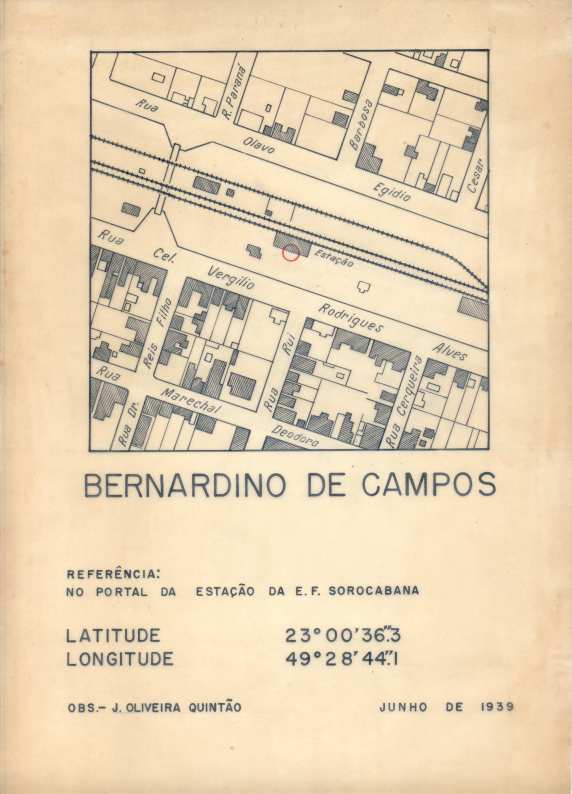 Rua Olavo Egidio
R. Paraná
Barbosa
Cesar
Estação
Rua Cel. Vergilio Rodrigues Alves
Reis Filho
Rua Rui
Rua Marechal Deodoro
Rua Dr.
Rua Cerqueira
BERNARDINO DE CAMPOS
REFERÊNCIA:
NO PORTAL DA ESTAÇÃO DA E. F. SOROCABANA
LATITUDE 23°00'36."3
LONGITUDE 49°28'44."1
OBS.- J. OLIVEIRA QUINTÃO JUNHO DE 1939